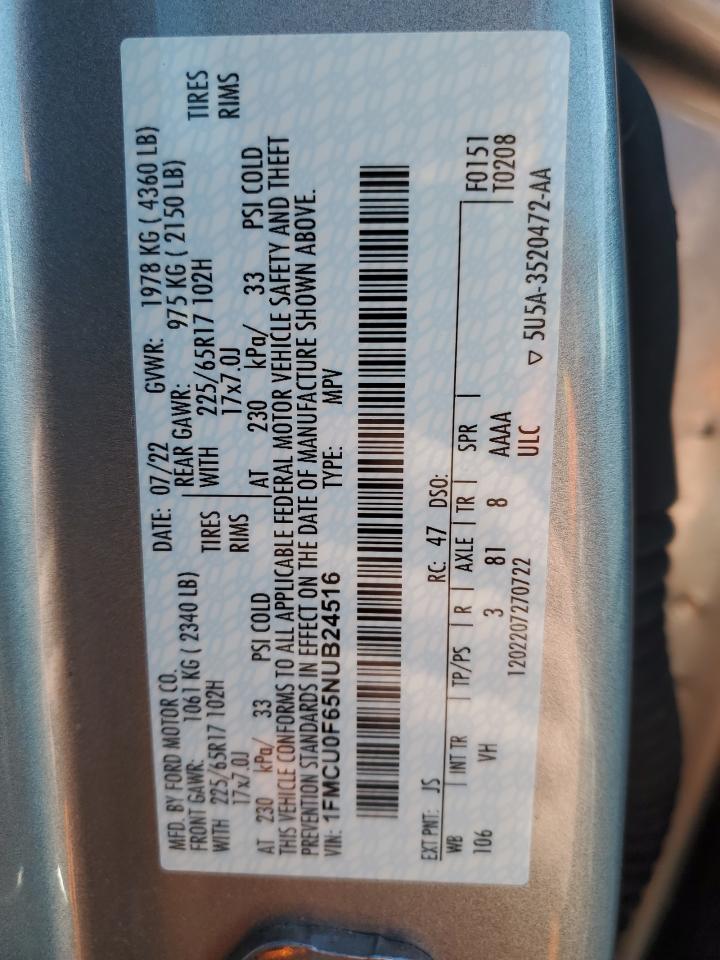 MFD. BY FORD MOTOR CO. DATE: 07/22 GVWR: 1978 KG ( 4360 LB)
FRONT GAWR: 1061 KG ( 2340 LB) REAR GAWR: 975 KG ( 2150 LB)
WITH 225/65R17 102H TIRES WITH 225/65R17 102H TIRES
17x7.0J RIMS 17x7.0J RIMS
AT 230 kPa/ 33 PSI COLD AT 230 kPa/ 33 PSI COLD
THIS VEHICLE CONFORMS TO ALL APPLICABLE FEDERAL MOTOR VEHICLE SAFETY AND THEFT
PREVENTION STANDARDS IN EFFECT ON THE DATE OF MANUFACTURE SHOWN ABOVE.
VIN: 1FMCU0F65NUB24516 TYPE: MPV
EXT PNT: JS RC: 47 DSO:
WB INT TR TP/PS R AXLE TR SPR F0151
106 VH 3 81 8 AAAA T0208
1202207270722 ULC
▽ 5U5A-3520472-AA